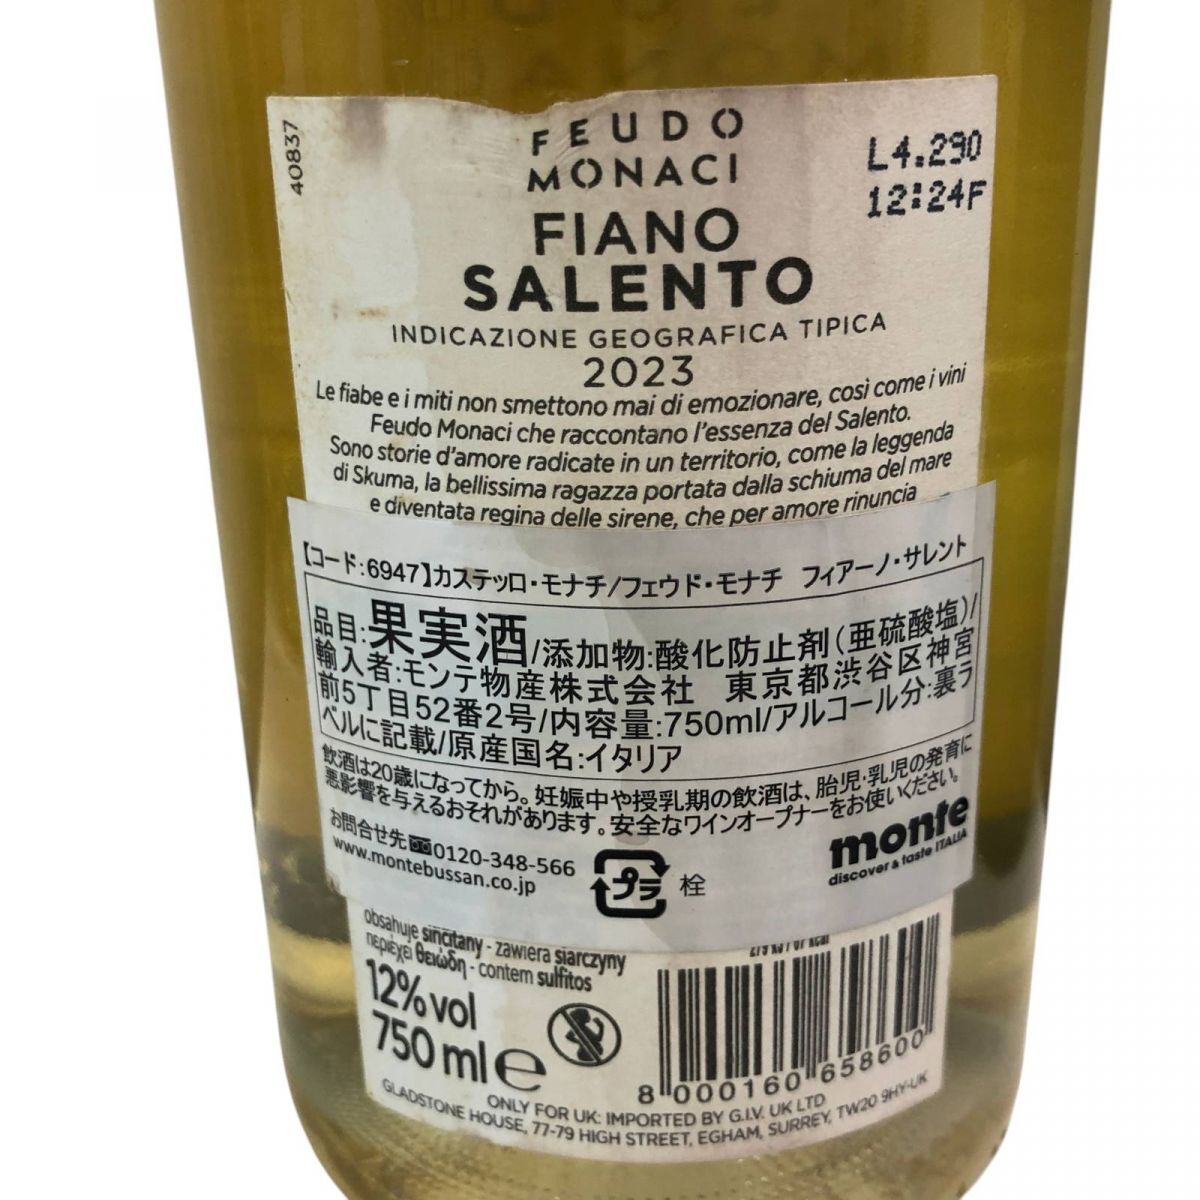 40837
FEUDO
MONACI
L4.290
12:24F
FIANO
SALENTO
INDICAZIONE GEOGRAFICA TIPICA
2023
Le fiabe e i miti non smettono mai di emozionare, così come i vini
Feudo Monaci che raccontano l'essenza del Salento.
Sono storie d'amore radicate in un territorio, come la leggenda
di Skuma, la bellissima ragazza portata dalla schiuma del mare
e diventata regina delle sirene, che per amore rinuncia
【コード:6947】カステッロ・モナチ/フェウド・モナチ フィアーノ・サレント
品目:果実酒/添加物:酸化防止剤(亜硫酸塩)/
輸入者:モンテ物産株式会社 東京都渋谷区神宮
前5丁目52番2号/内容量:750ml/アルコール分:裏ラ
ベルに記載/原産国名:イタリア
飲酒は20歳になってから。妊娠中や授乳期の飲酒は、胎児・乳児の発育に
悪影響を与えるおそれがあります。安全なワインオープナーをお使いください。
お問合せ先 0120-348-566
www.montebussan.co.jp
プラ 栓
monte
discover & taste ITALIA
obsahuje siričitany - zawiera siarczyny
περιέχει θειώδη - contem sulfitos
12% vol
750 ml e
8 000160 658600
ONLY FOR UK: IMPORTED BY G.I.V. UK LTD
GLADSTONE HOUSE, 77-79 HIGH STREET, EGHAM, SURREY, TW20 9HY-UK